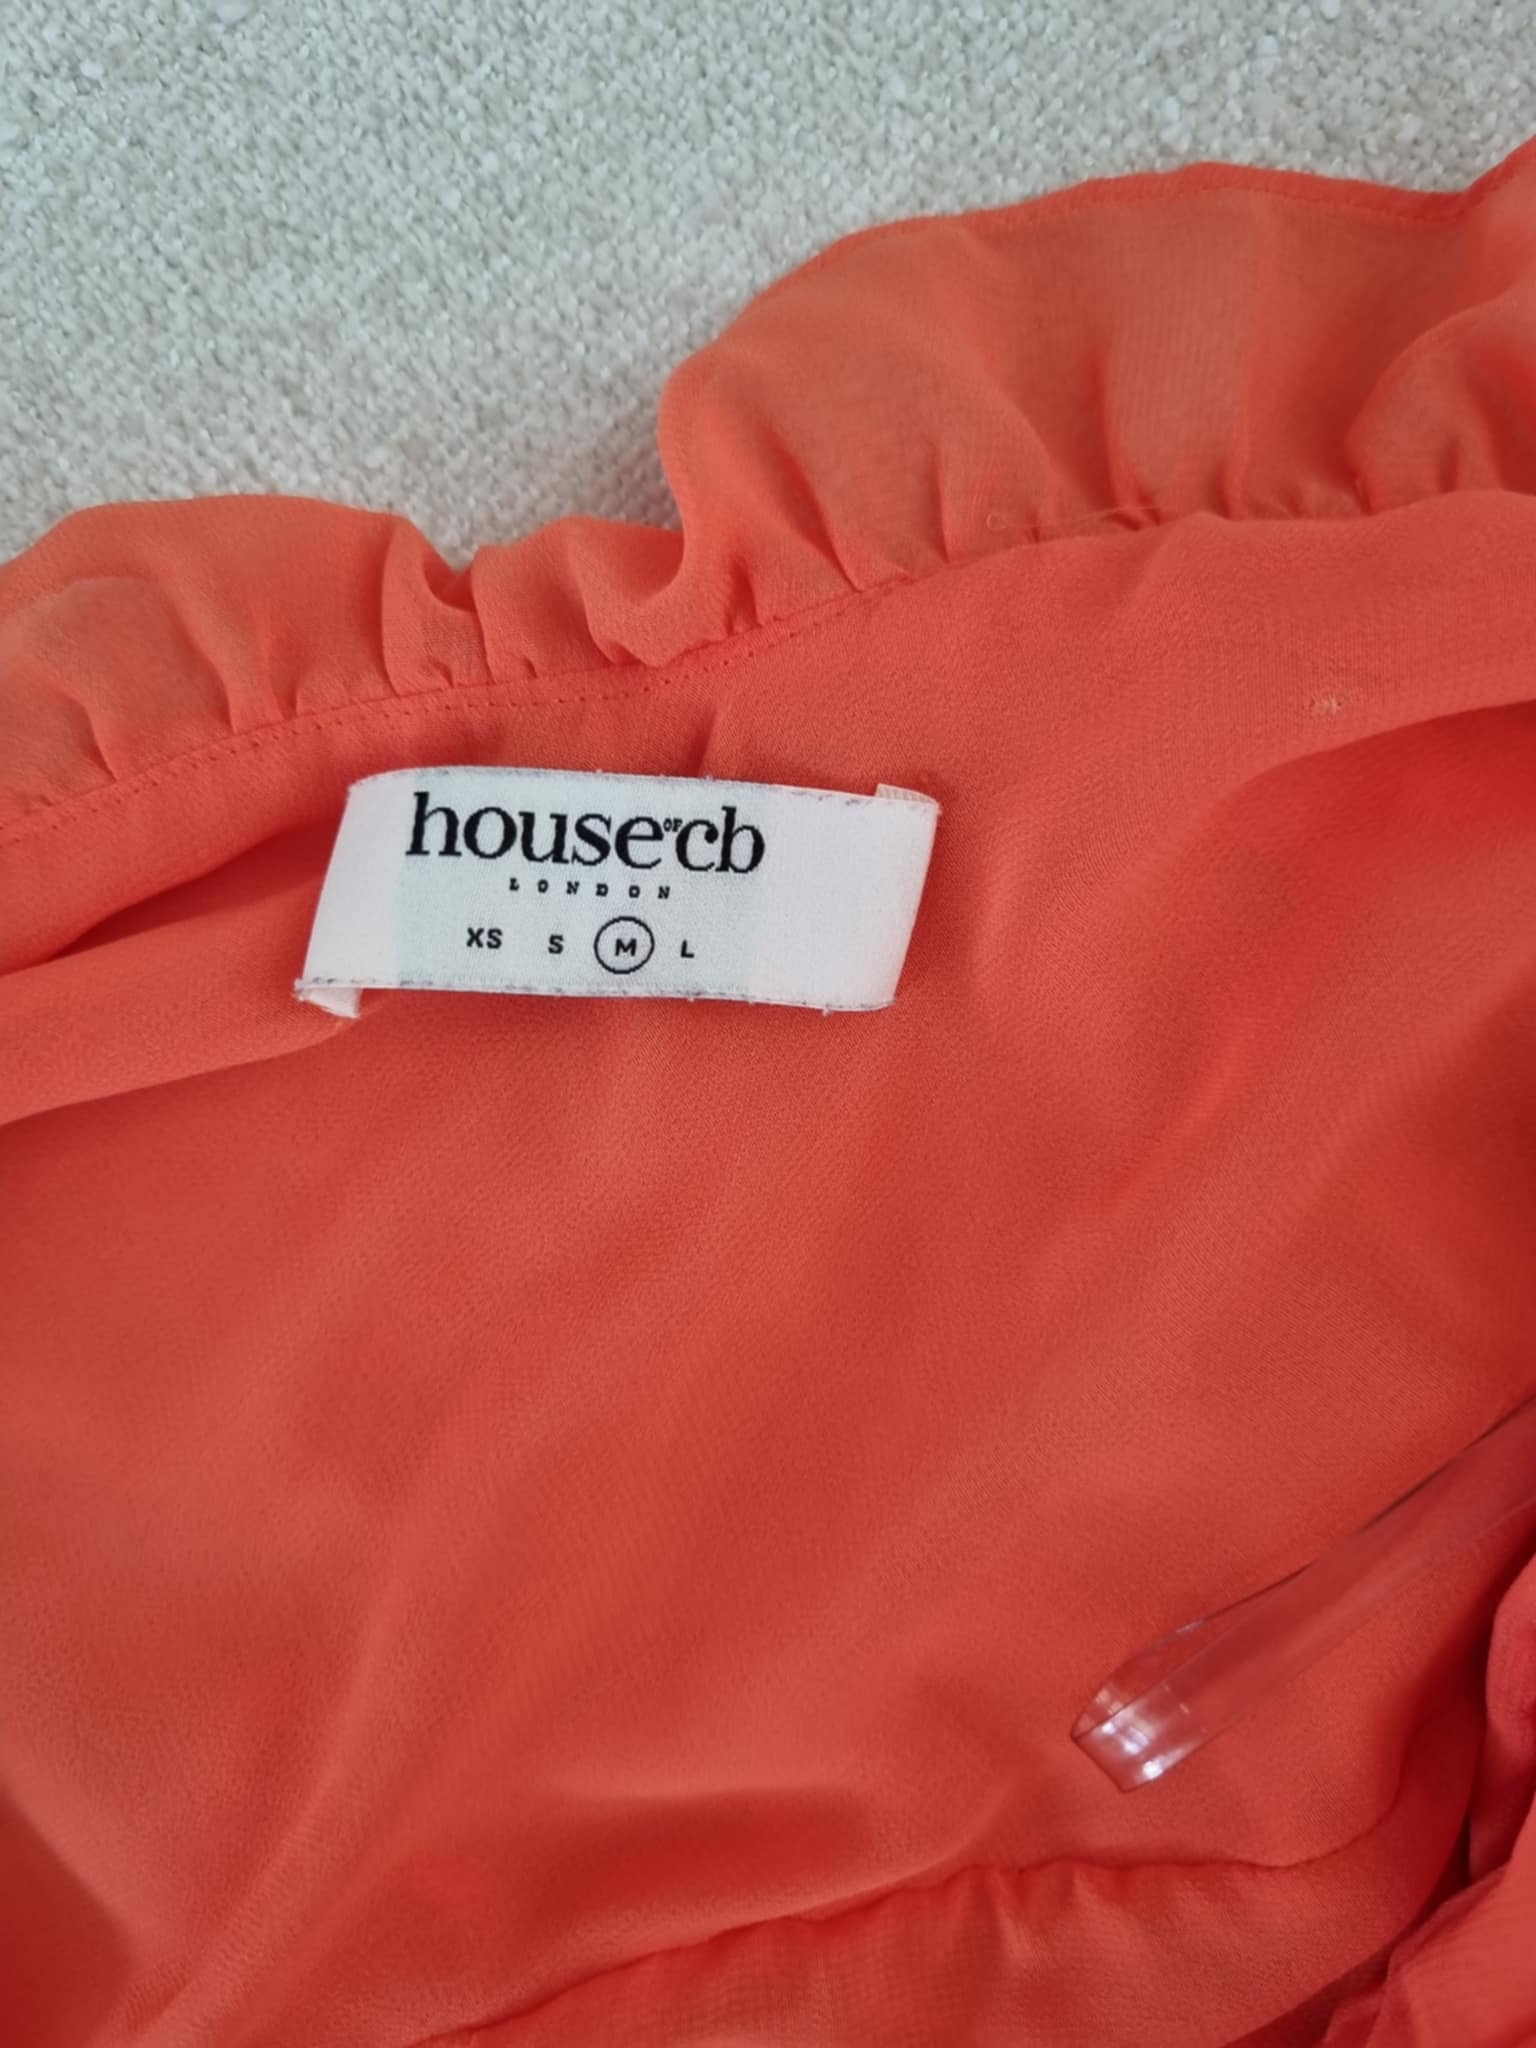 house OF cb
LONDON
XS S M L